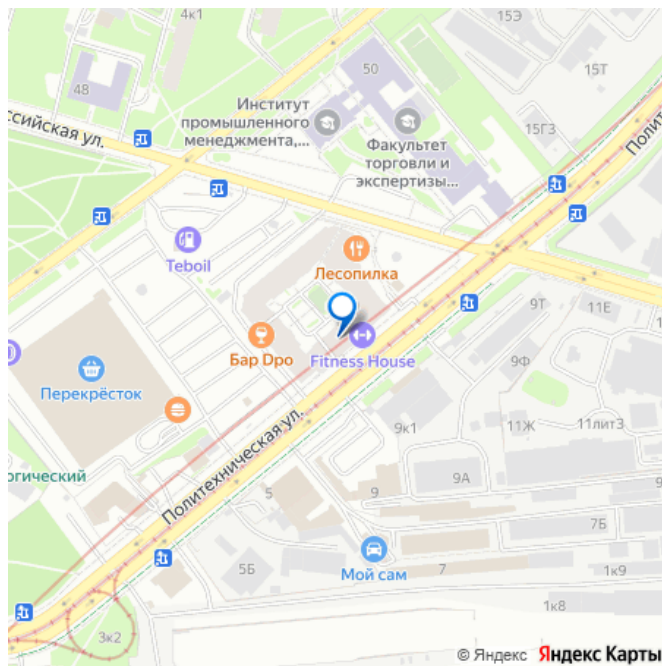 4к1
15Э
50
15Т
48
Институт
промышленного
менеджмента,...
Факультет
торговли и
экспертизы...
15Г3
Полит
ссийская ул.
Teboil
Лесопилка
Бар Dpo
Fitness House
9Т
11Е
9Ф
Перекрёсток
11Ж
11лит3
9к1
Политехническая ул.
огический
5
9
9А
7Б
5Б
Мой сам
7
1к9
1к8
3к2
© Яндекс Яндекс Карты